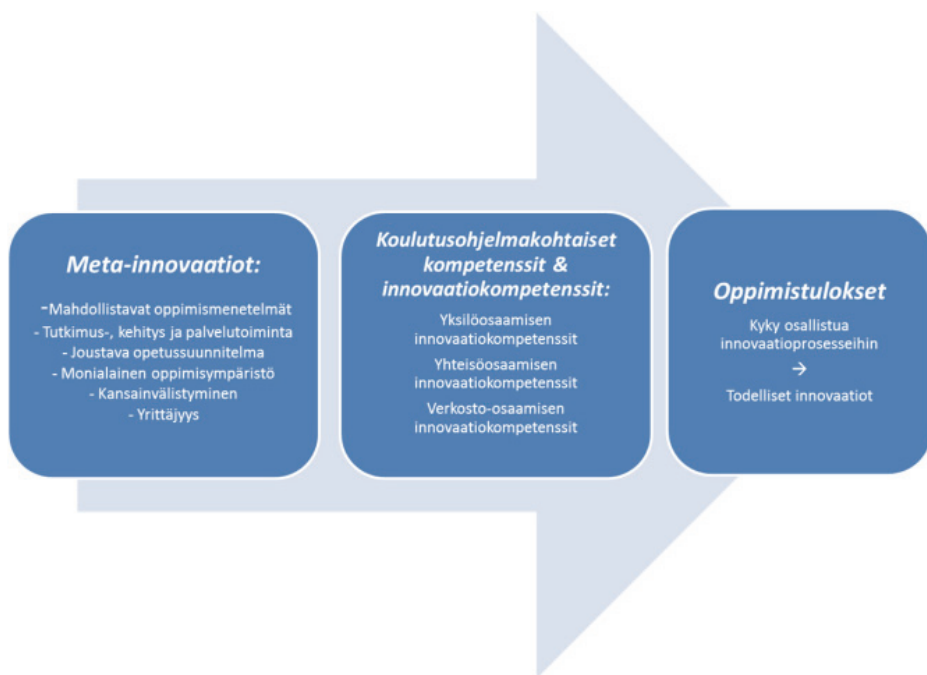 Meta-innovaatiot:
-Mahdollistavat oppimismenetelmät
- Tutkimus-, kehitys ja palvelutoiminta
- Joustava opetussuunnitelma
- Monialainen oppimisympäristö
- Kansainvälistyminen
- Yrittäjyys
Koulutusohjelmakohtaiset
kompetenssit &
innovaatiokompetenssit:
Yksilöosaamisen
innovaatiokompetenssit
Yhteisöosaamisen
innovaatiokompetenssit
Verkosto-osaamisen
innovaatiokompetenssit
Oppimistulokset
Kyky osallistua
innovaatioprosesseihin
→
Todelliset innovaatiot